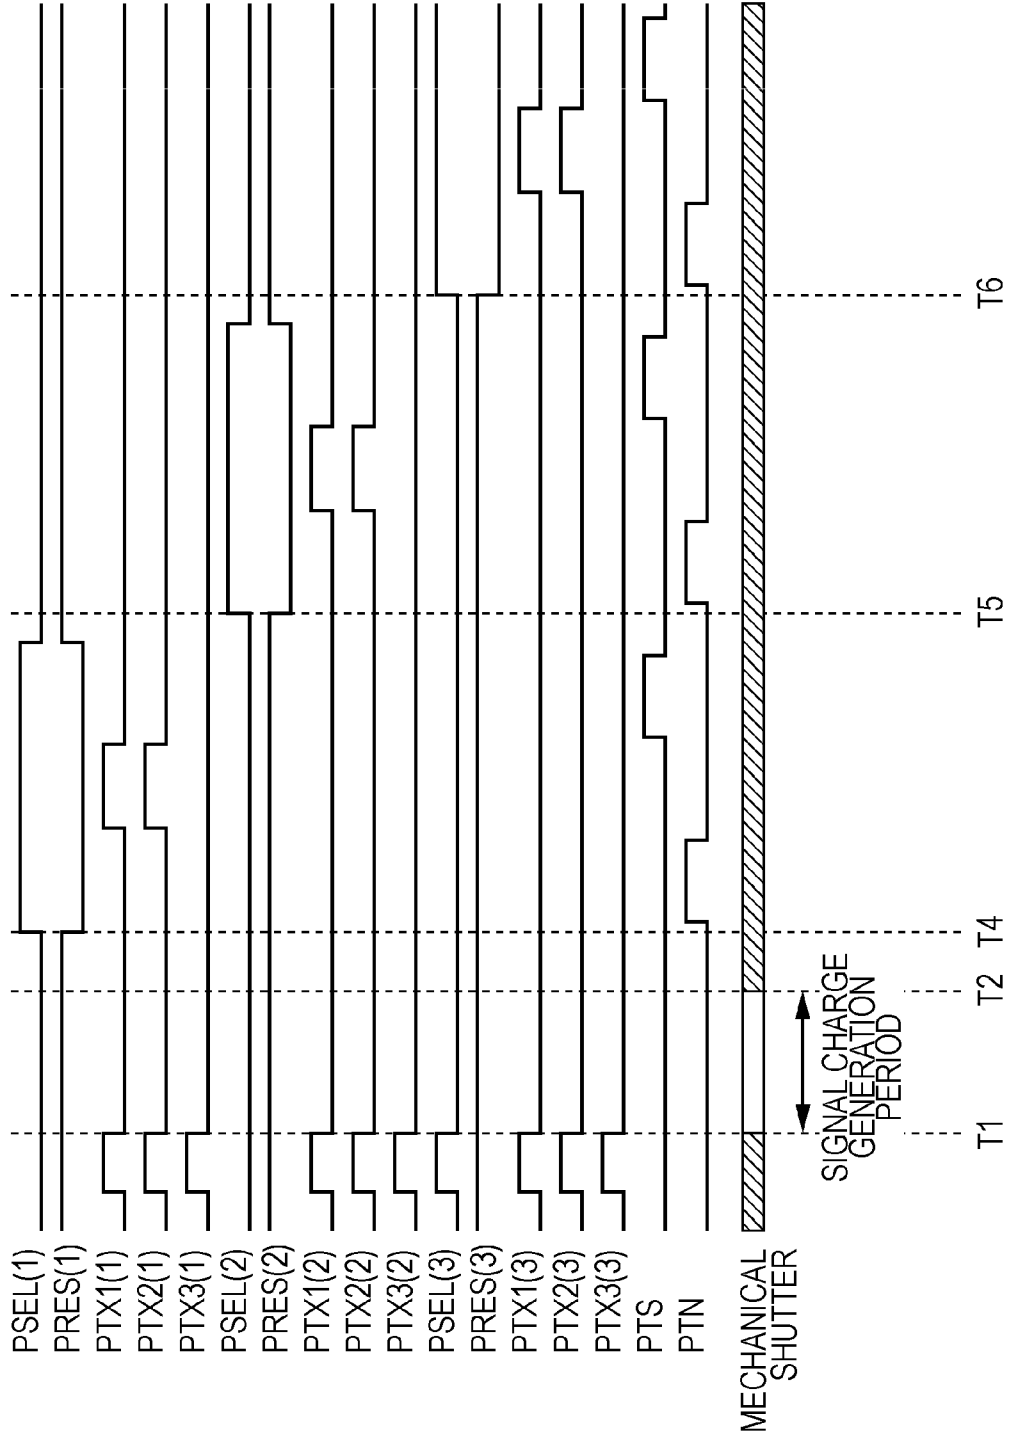 PSEL(1)
PRES(1)
PTX1(1)
PTX2(1)
PTX3(1)
PSEL(2)
PRES(2)
PTX1(2)
PTX2(2)
PTX3(2)
PSEL(3)
PRES(3)
PTX1(3)
PTX2(3)
PTX3(3)
PTS
PTN
MECHANICAL
SHUTTER
SIGNAL CHARGE
GENERATION
PERIOD
T1
T2
T4
T5
T6